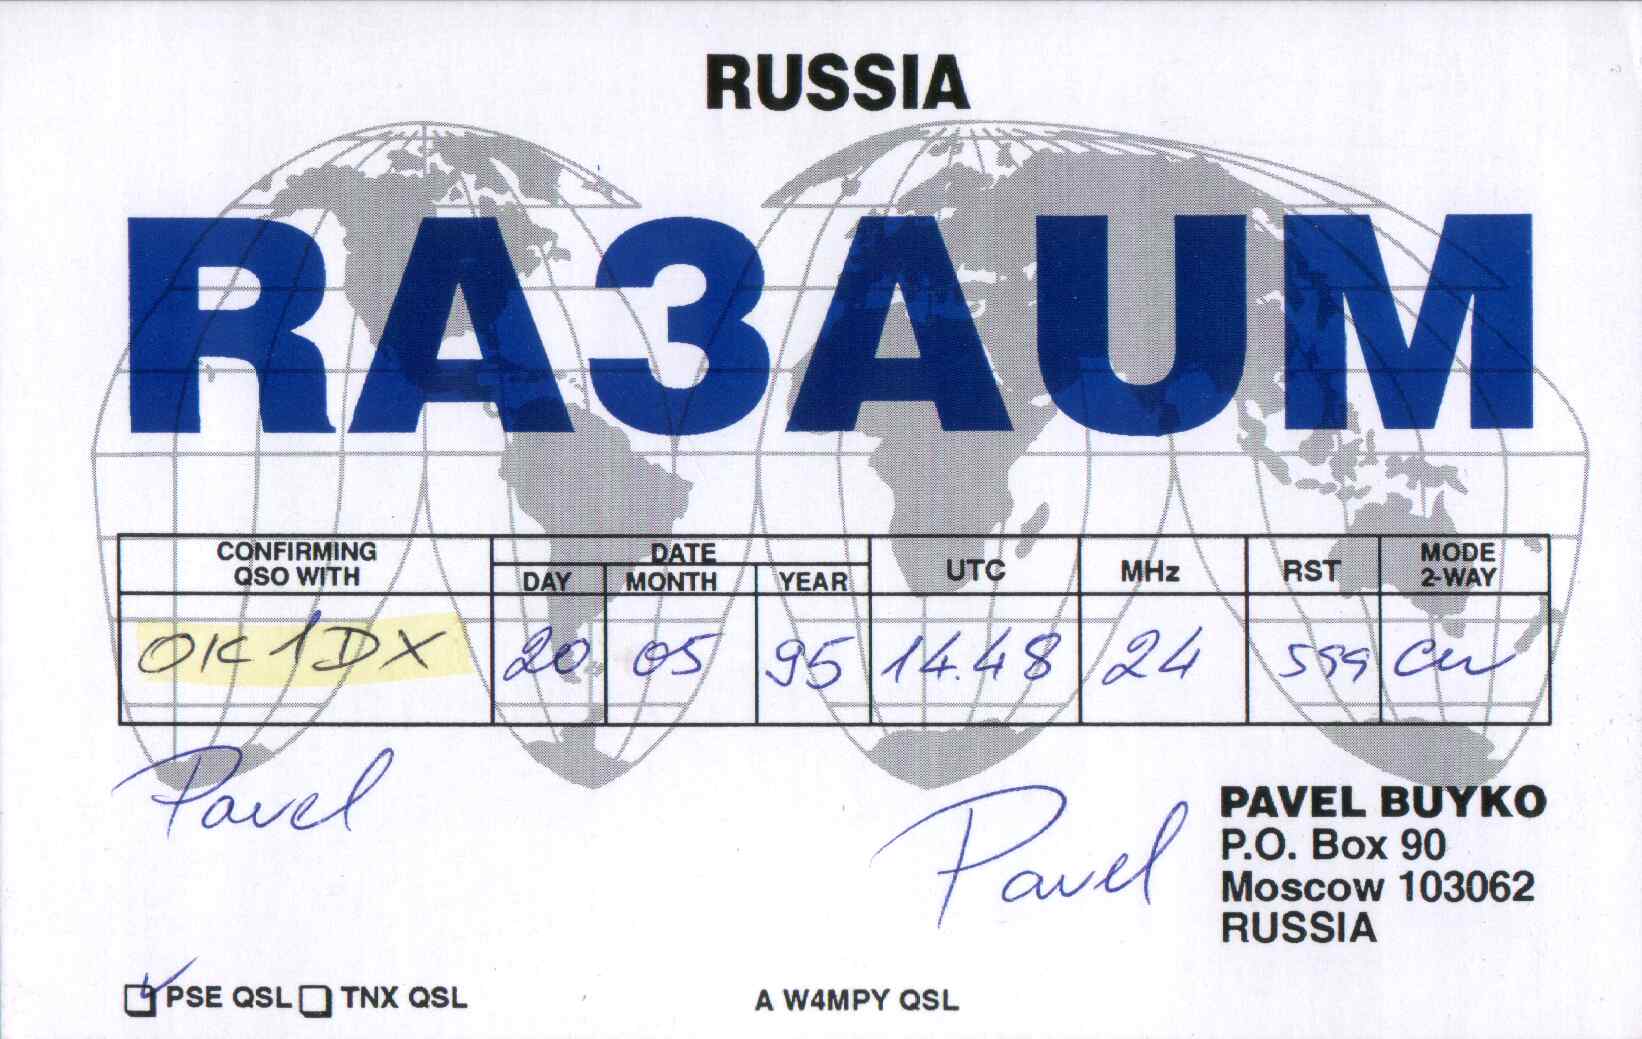 RUSSIA
RA3AUM
CONFIRMING QSO WITH DATE DAY MONTH YEAR UTC MHz RST MODE 2-WAY
OK1DX 20 05 95 14.48 24 599 CW
Pavel
Pavel
PAVEL BUYKO
P.O. Box 90
Moscow 103062
RUSSIA
PSE QSL TNX QSL
A W4MPY QSL